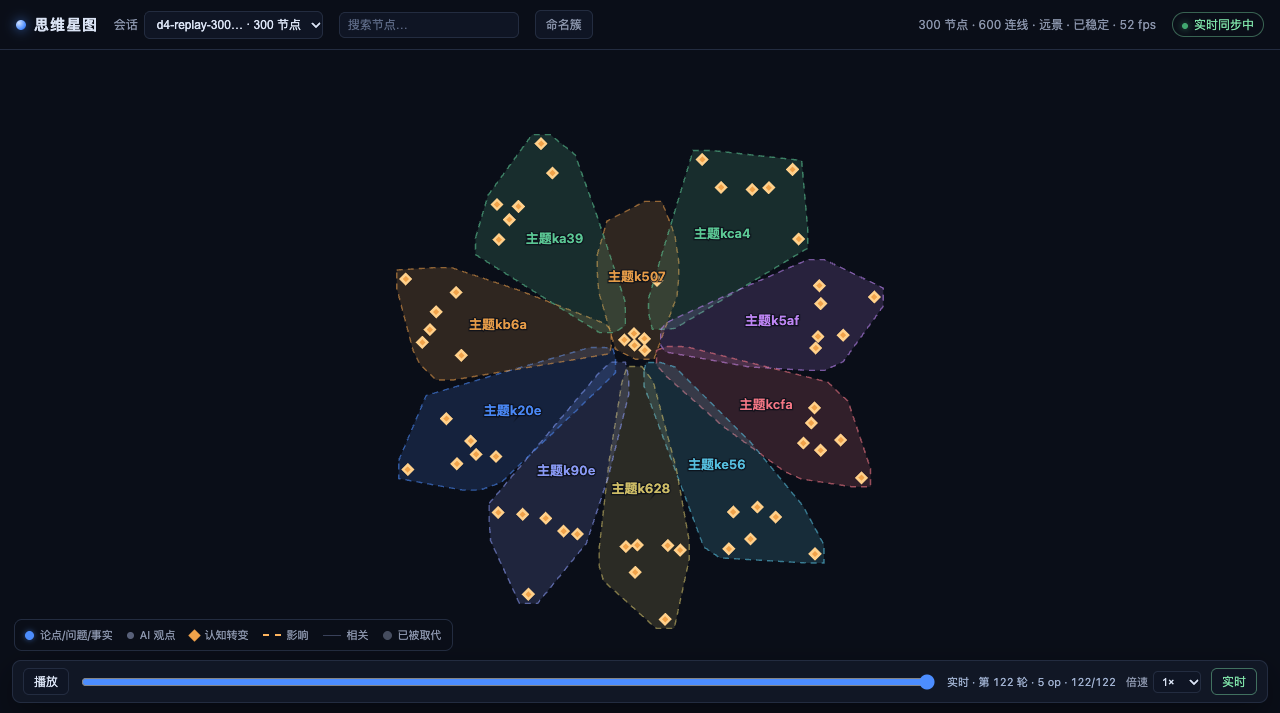 思维星图 会话 d4-replay-300... · 300 节点 搜索节点... 命名簇 300 节点 · 600 连线 · 远景 · 已稳定 · 52 fps 实时同步中
主题kca4
主题ka39
主题k507
主题k5af
主题kb6a
主题kcfa
主题k20e
主题ke56
主题k90e
主题k628
论点/问题/事实 AI 观点 认知转变 影响 相关 已被取代
播放 实时 · 第 122 轮 · 5 op · 122/122 倍速 1× 实时